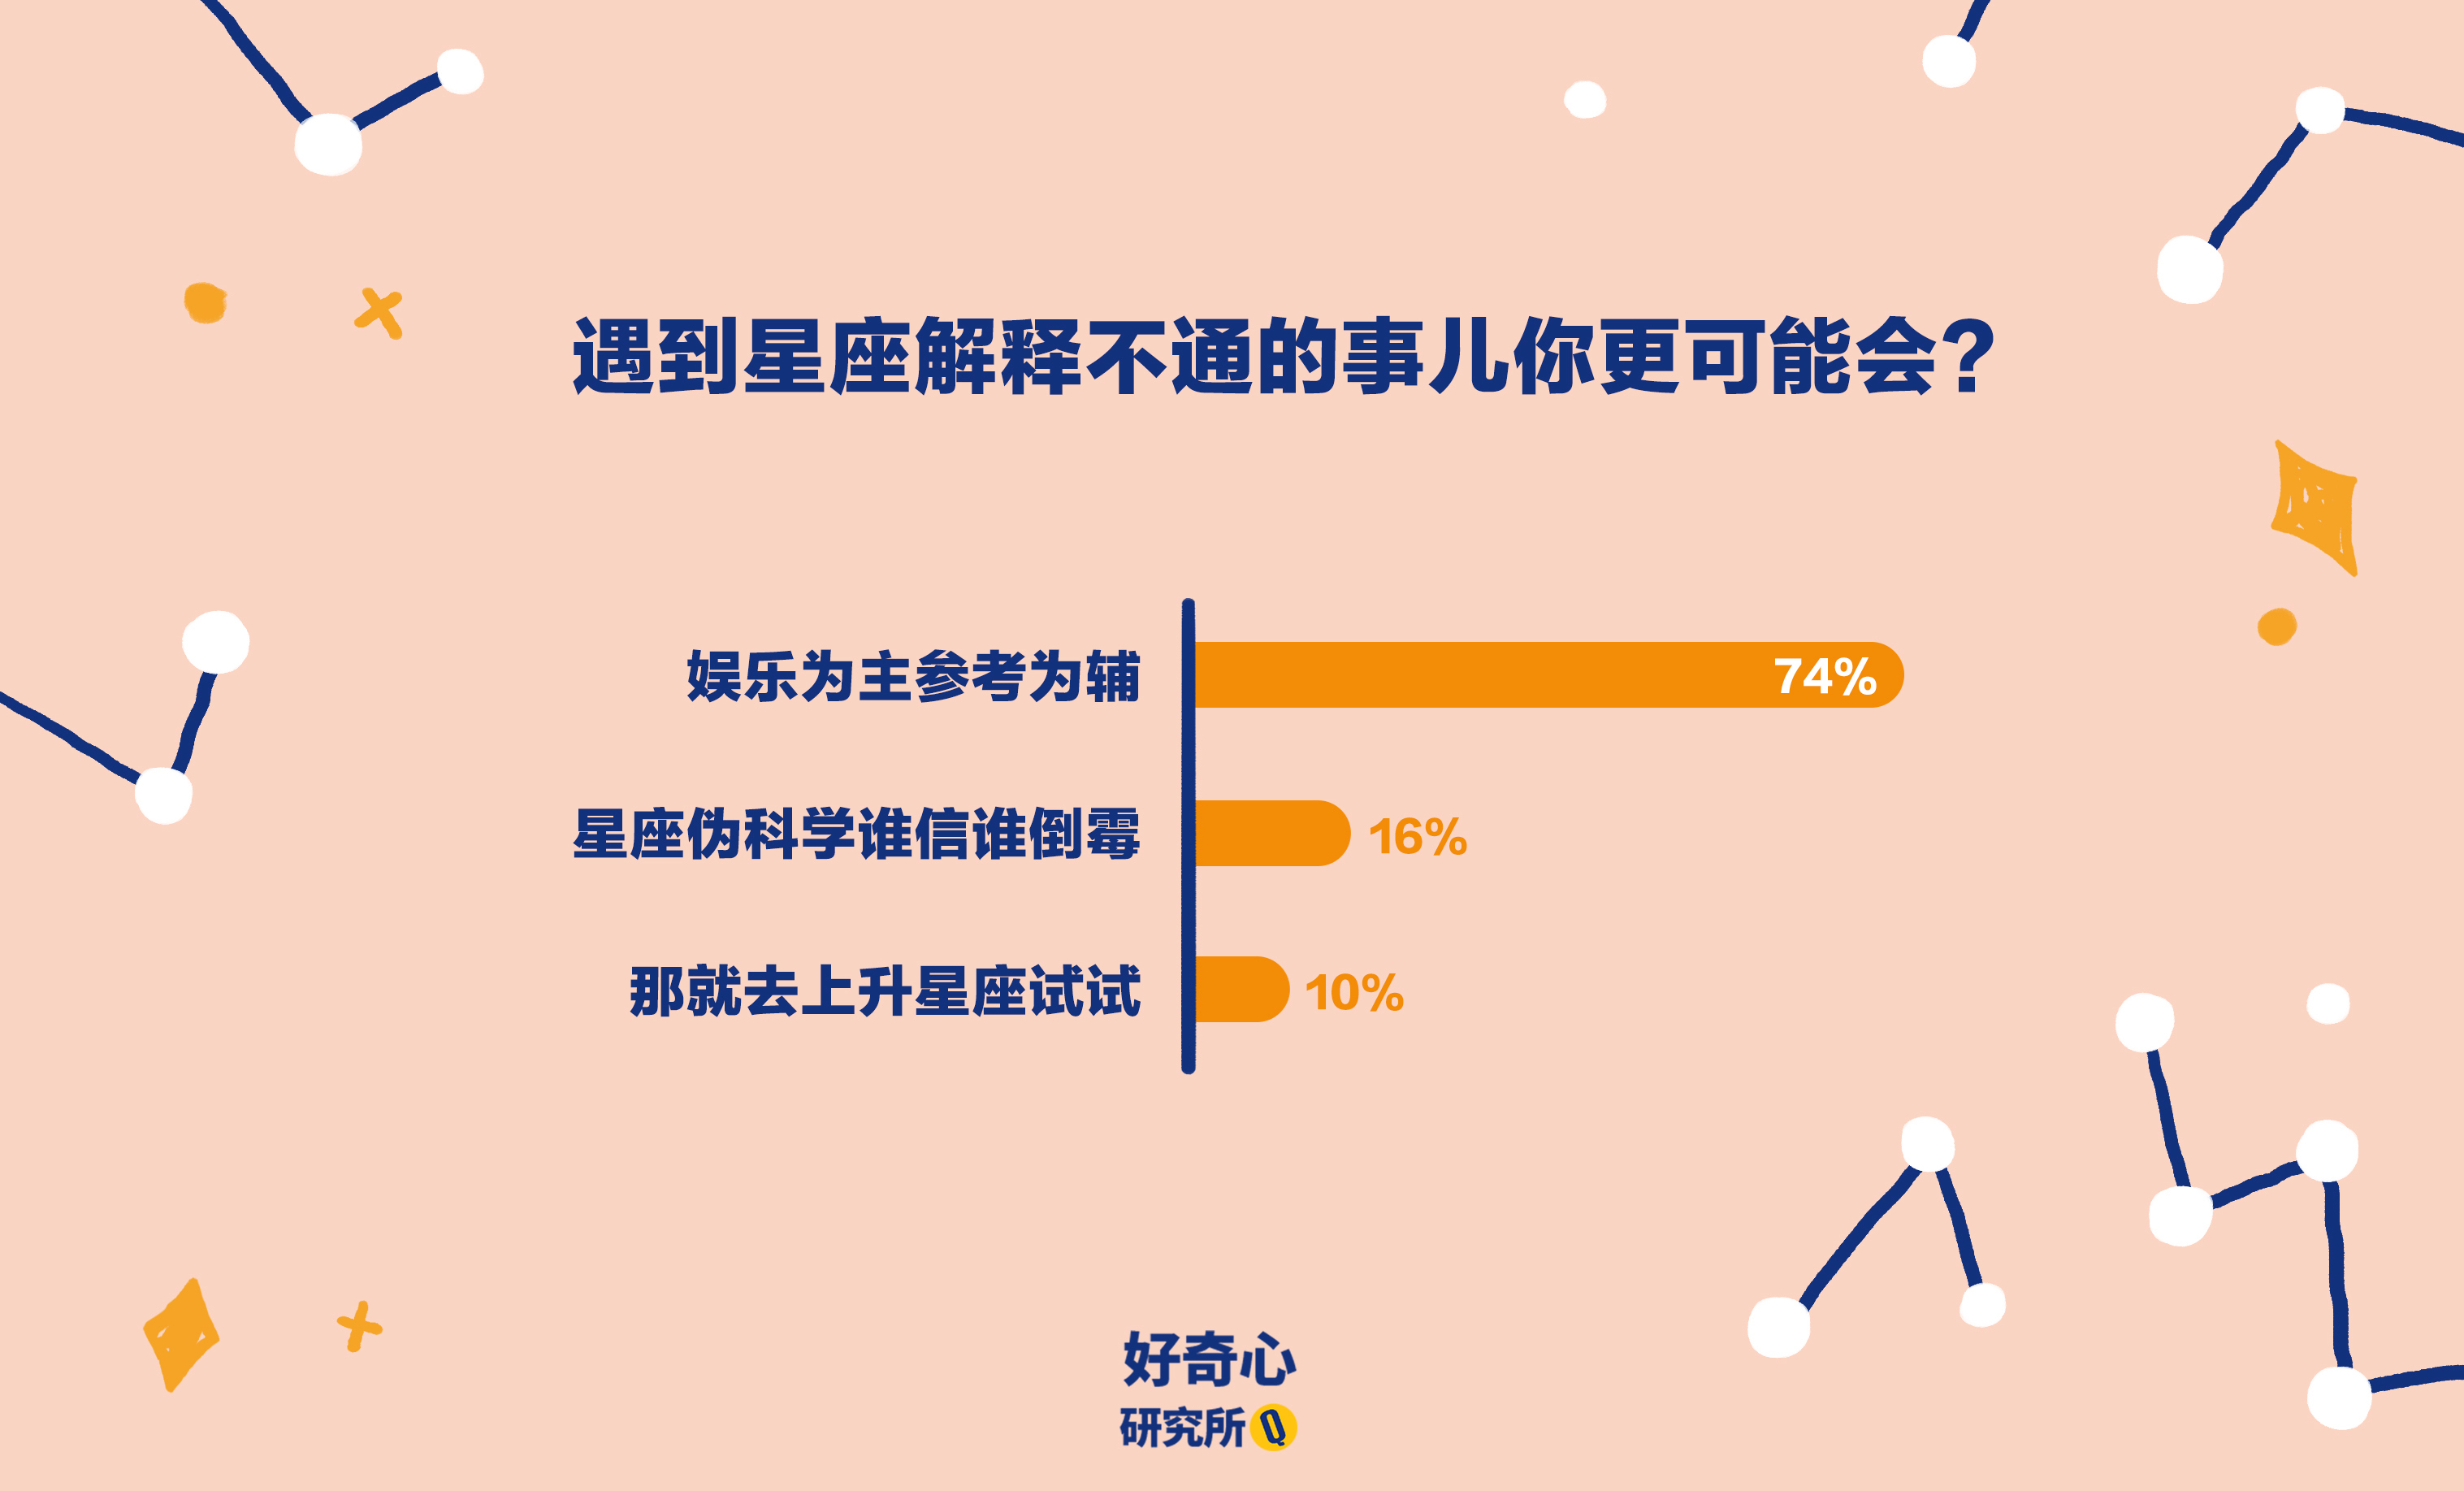 遇到星座解释不通的事儿你更可能会？
娱乐为主参考为辅
74%
星座伪科学谁信谁倒霉
16%
那就去上升星座试试
10%
好奇心
研究所Q